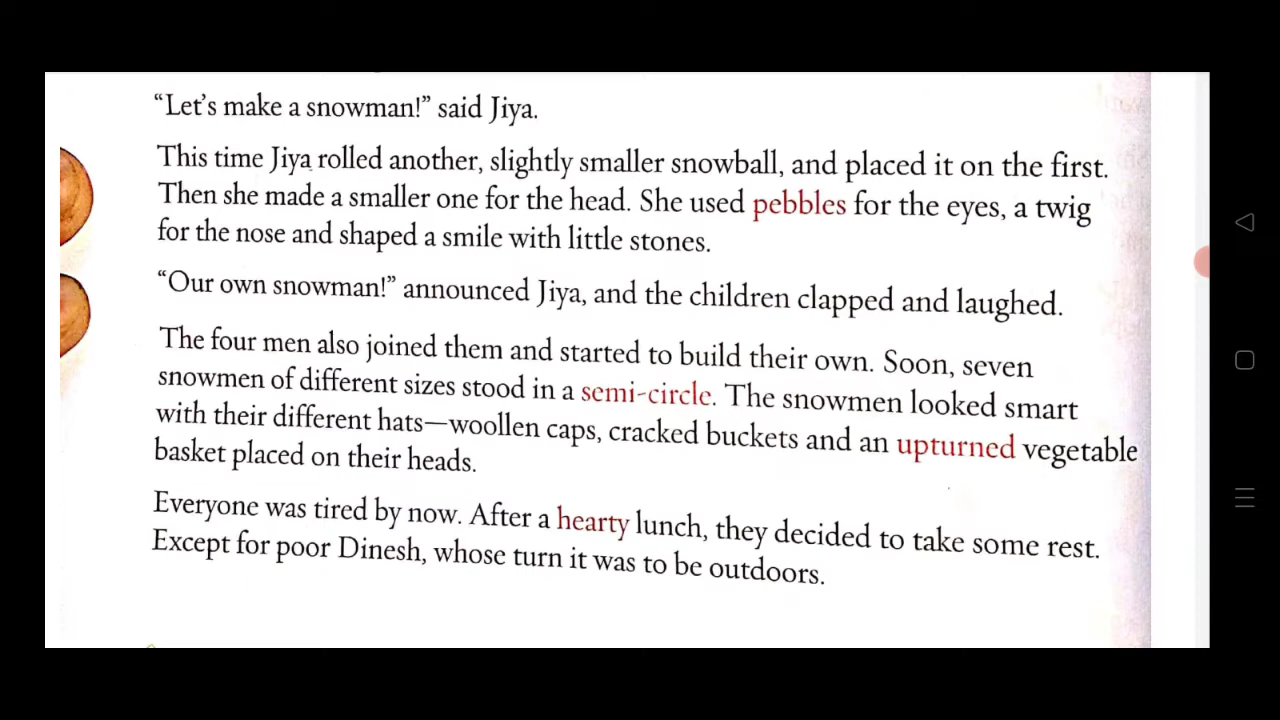 “Let’s make a snowman!” said Jiya.
This time Jiya rolled another, slightly smaller snowball, and placed it on the first.
Then she made a smaller one for the head. She used pebbles for the eyes, a twig
for the nose and shaped a smile with little stones.
“Our own snowman!” announced Jiya, and the children clapped and laughed.
The four men also joined them and started to build their own. Soon, seven
snowmen of different sizes stood in a semi-circle. The snowmen looked smart
with their different hats—woollen caps, cracked buckets and an upturned vegetable
basket placed on their heads.
Everyone was tired by now. After a hearty lunch, they decided to take some rest.
Except for poor Dinesh, whose turn it was to be outdoors.